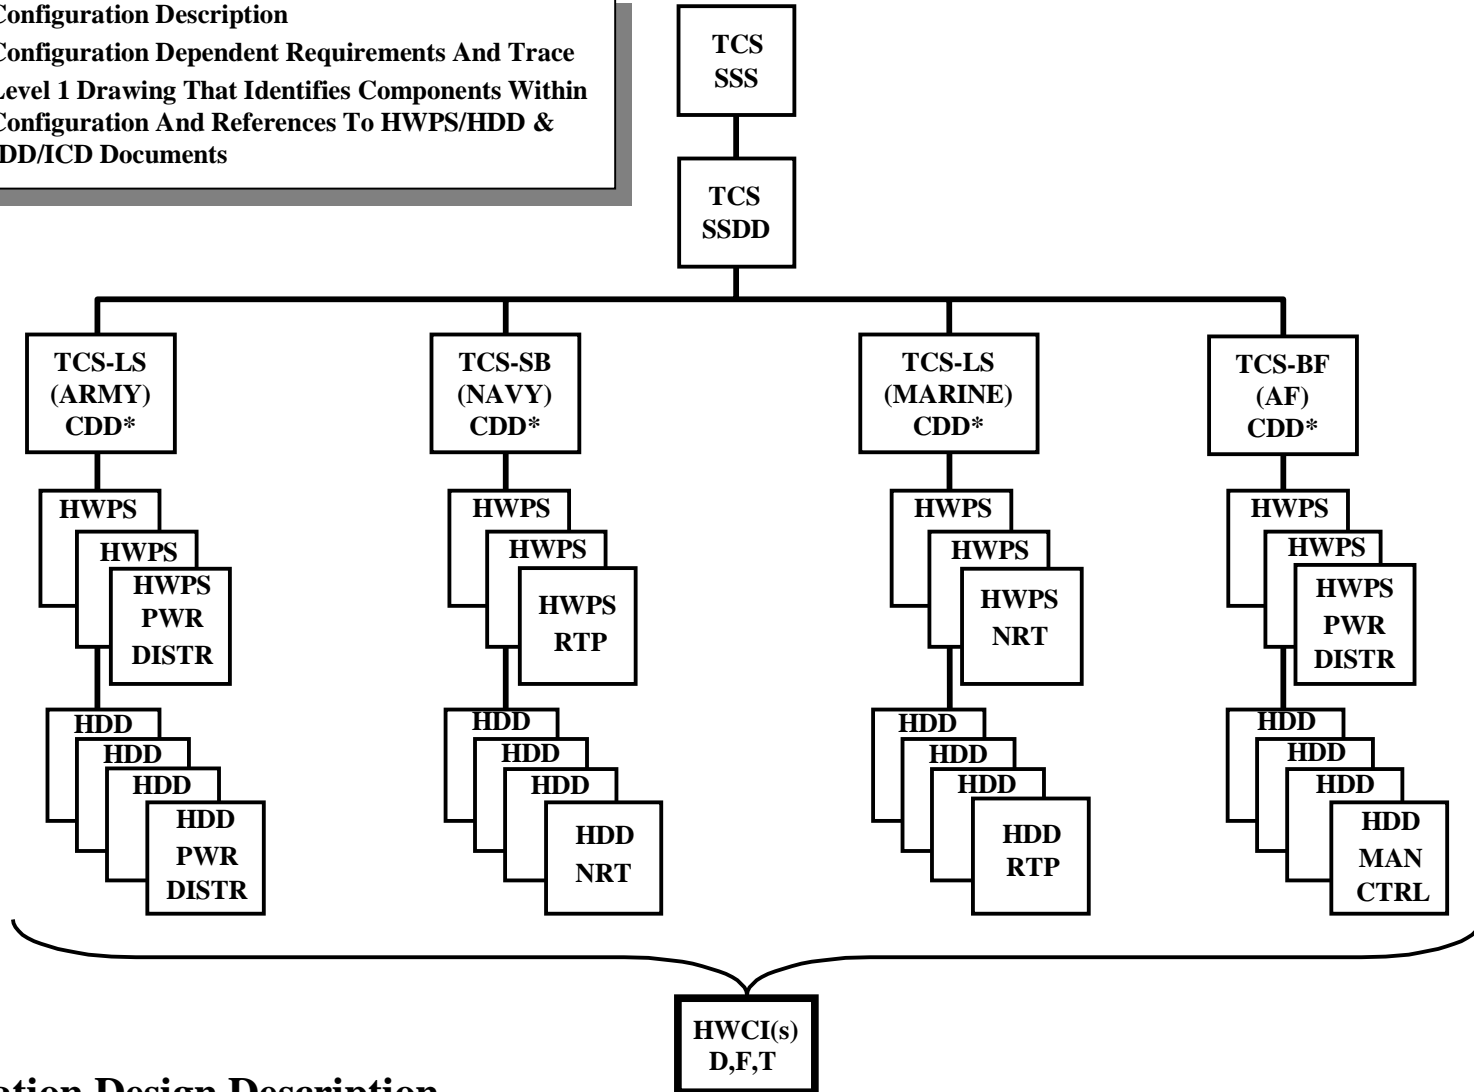 Configuration Description
Configuration Dependent Requirements And Trace
Level 1 Drawing That Identifies Components Within
Configuration And References To HWPS/HDD &
IDD/ICD Documents
TCS
SSS
TCS
SSDD
TCS-LS
(ARMY)
CDD*
TCS-SB
(NAVY)
CDD*
TCS-LS
(MARINE)
CDD*
TCS-BF
(AF)
CDD*
HWPS
HWPS
HWPS
PWR
DISTR
HWPS
HWPS
HWPS
RTP
HWPS
HWPS
HWPS
NRT
HWPS
HWPS
HWPS
PWR
DISTR
HDD
HDD
HDD
HDD
PWR
DISTR
HDD
HDD
HDD
HDD
NRT
HDD
HDD
HDD
HDD
RTP
HDD
HDD
HDD
HDD
MAN
CTRL
HWCI(s)
D,F,T
ation Design Description